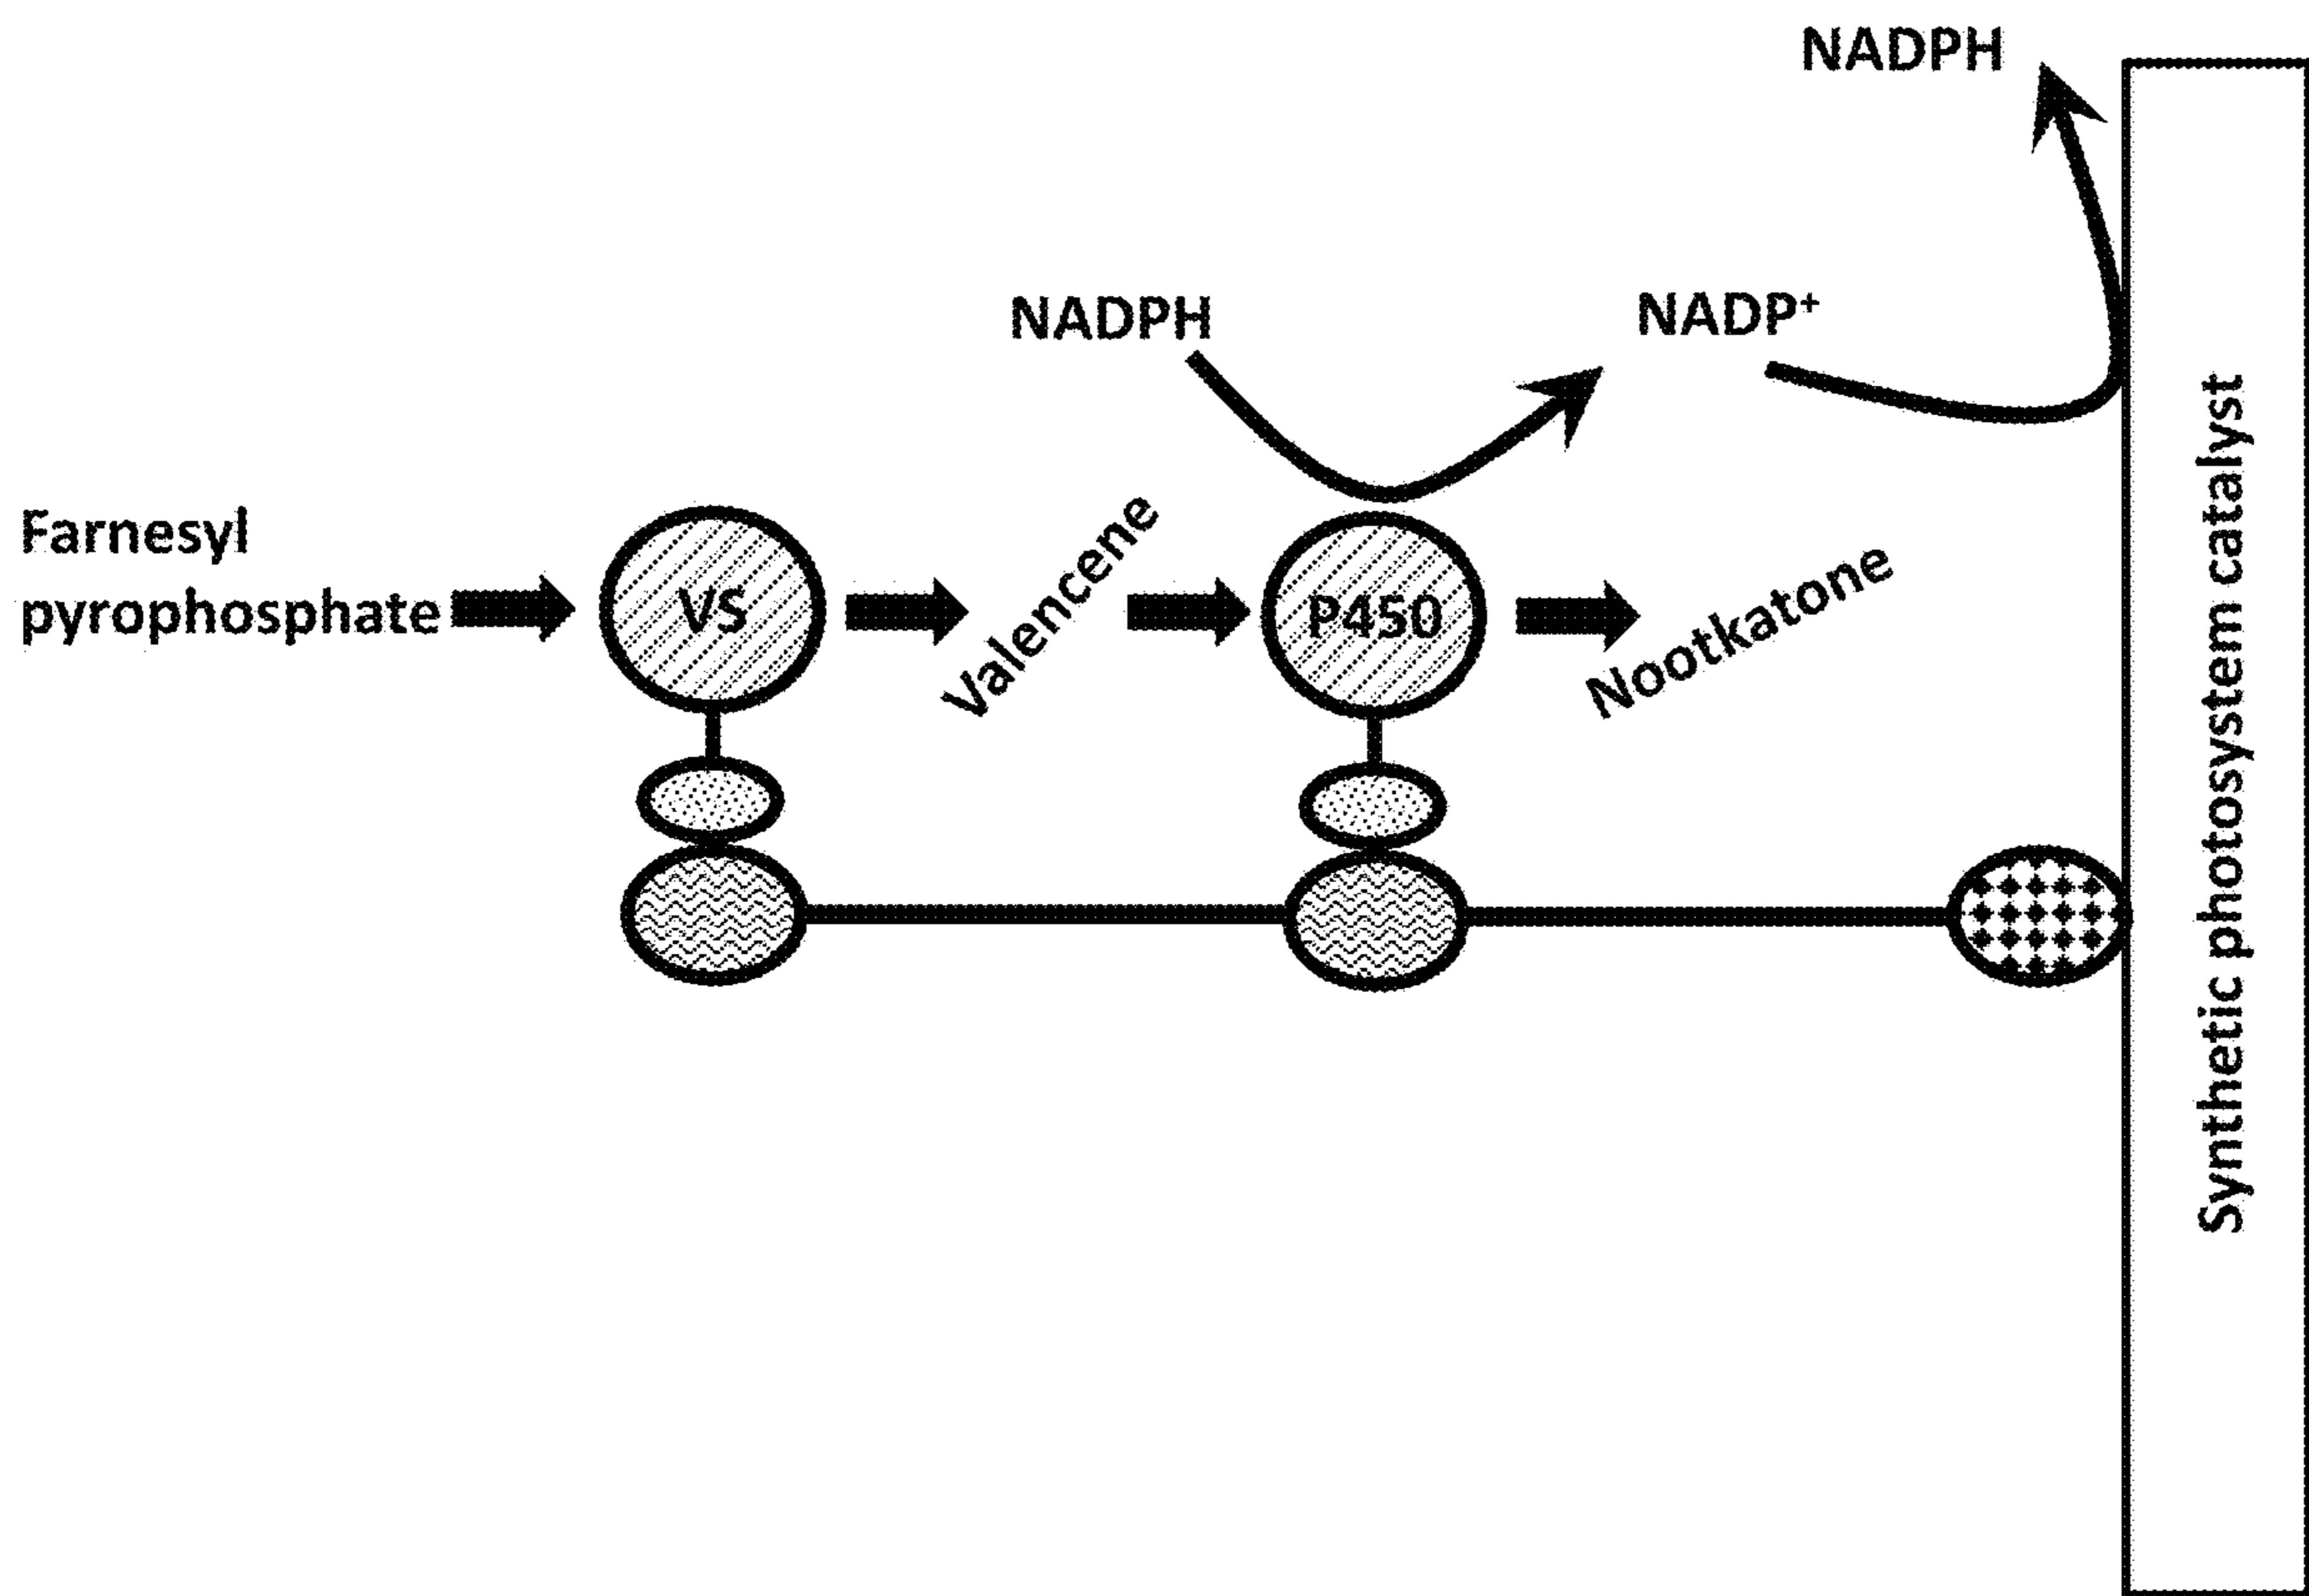 NADPH
NADPH
NADP⁺
Farnesyl
pyrophosphate
VS
Valencene
P450
Nootkatone
Synthetic photosystem catalyst